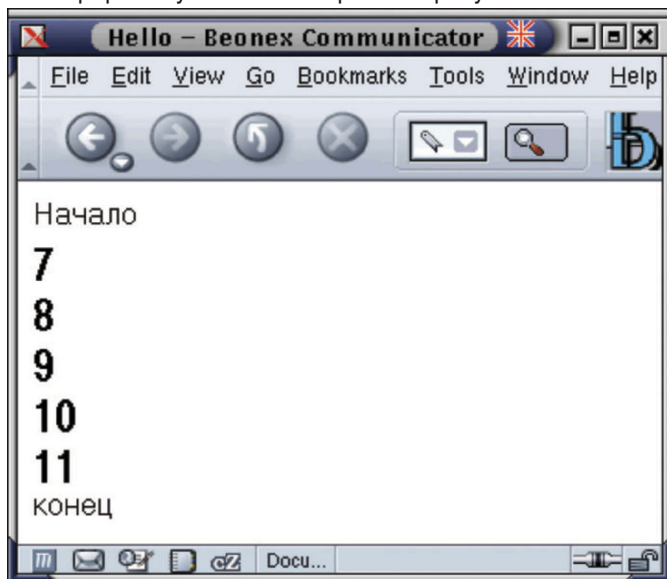 Hello – Beonex Communicator
File Edit View Go Bookmarks Tools Window Help
Начало
7
8
9
10
11
конец
Docu...